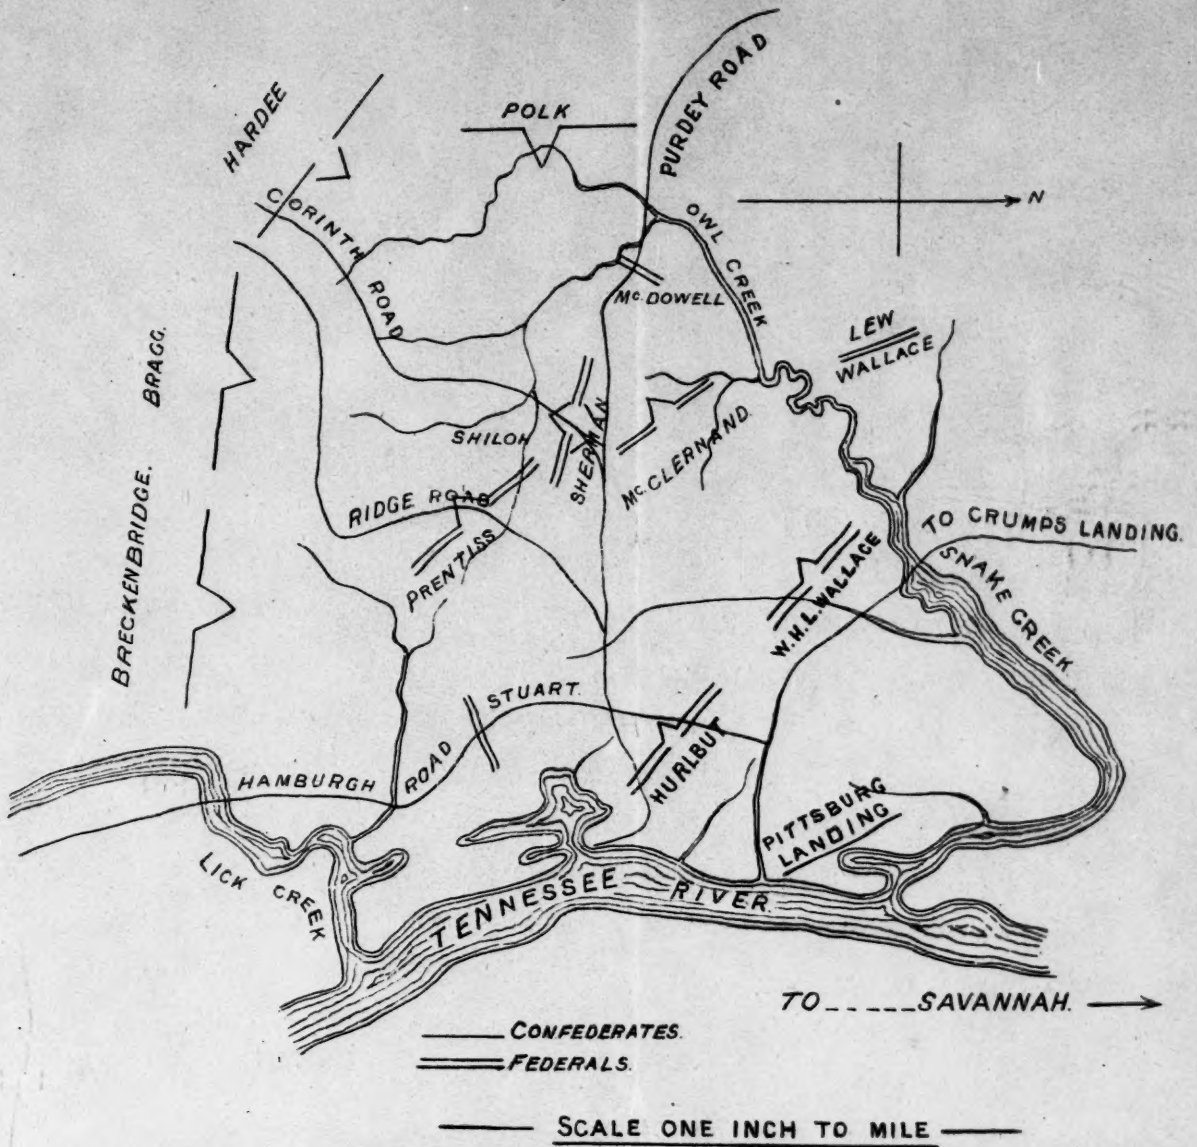 PURDEY ROAD
HARDEE
POLK
N
CORINTH ROAD
OWL CREEK
McDOWELL
LEW
WALLACE
BRAGG.
SHILOH
SHERMAN
McCLERNAND.
RIDGE ROAD
TO CRUMPS LANDING.
PRENTISS
BRECKENBRIDGE.
W.H.L. WALLACE
SNAKE CREEK
STUART.
HAMBURGH ROAD
HURLBUT
PITTSBURG
LANDING
LICK CREEK
TENNESSEE RIVER.
TO _ _ _ _ _ SAVANNAH.
CONFEDERATES.
FEDERALS.
SCALE ONE INCH TO MILE